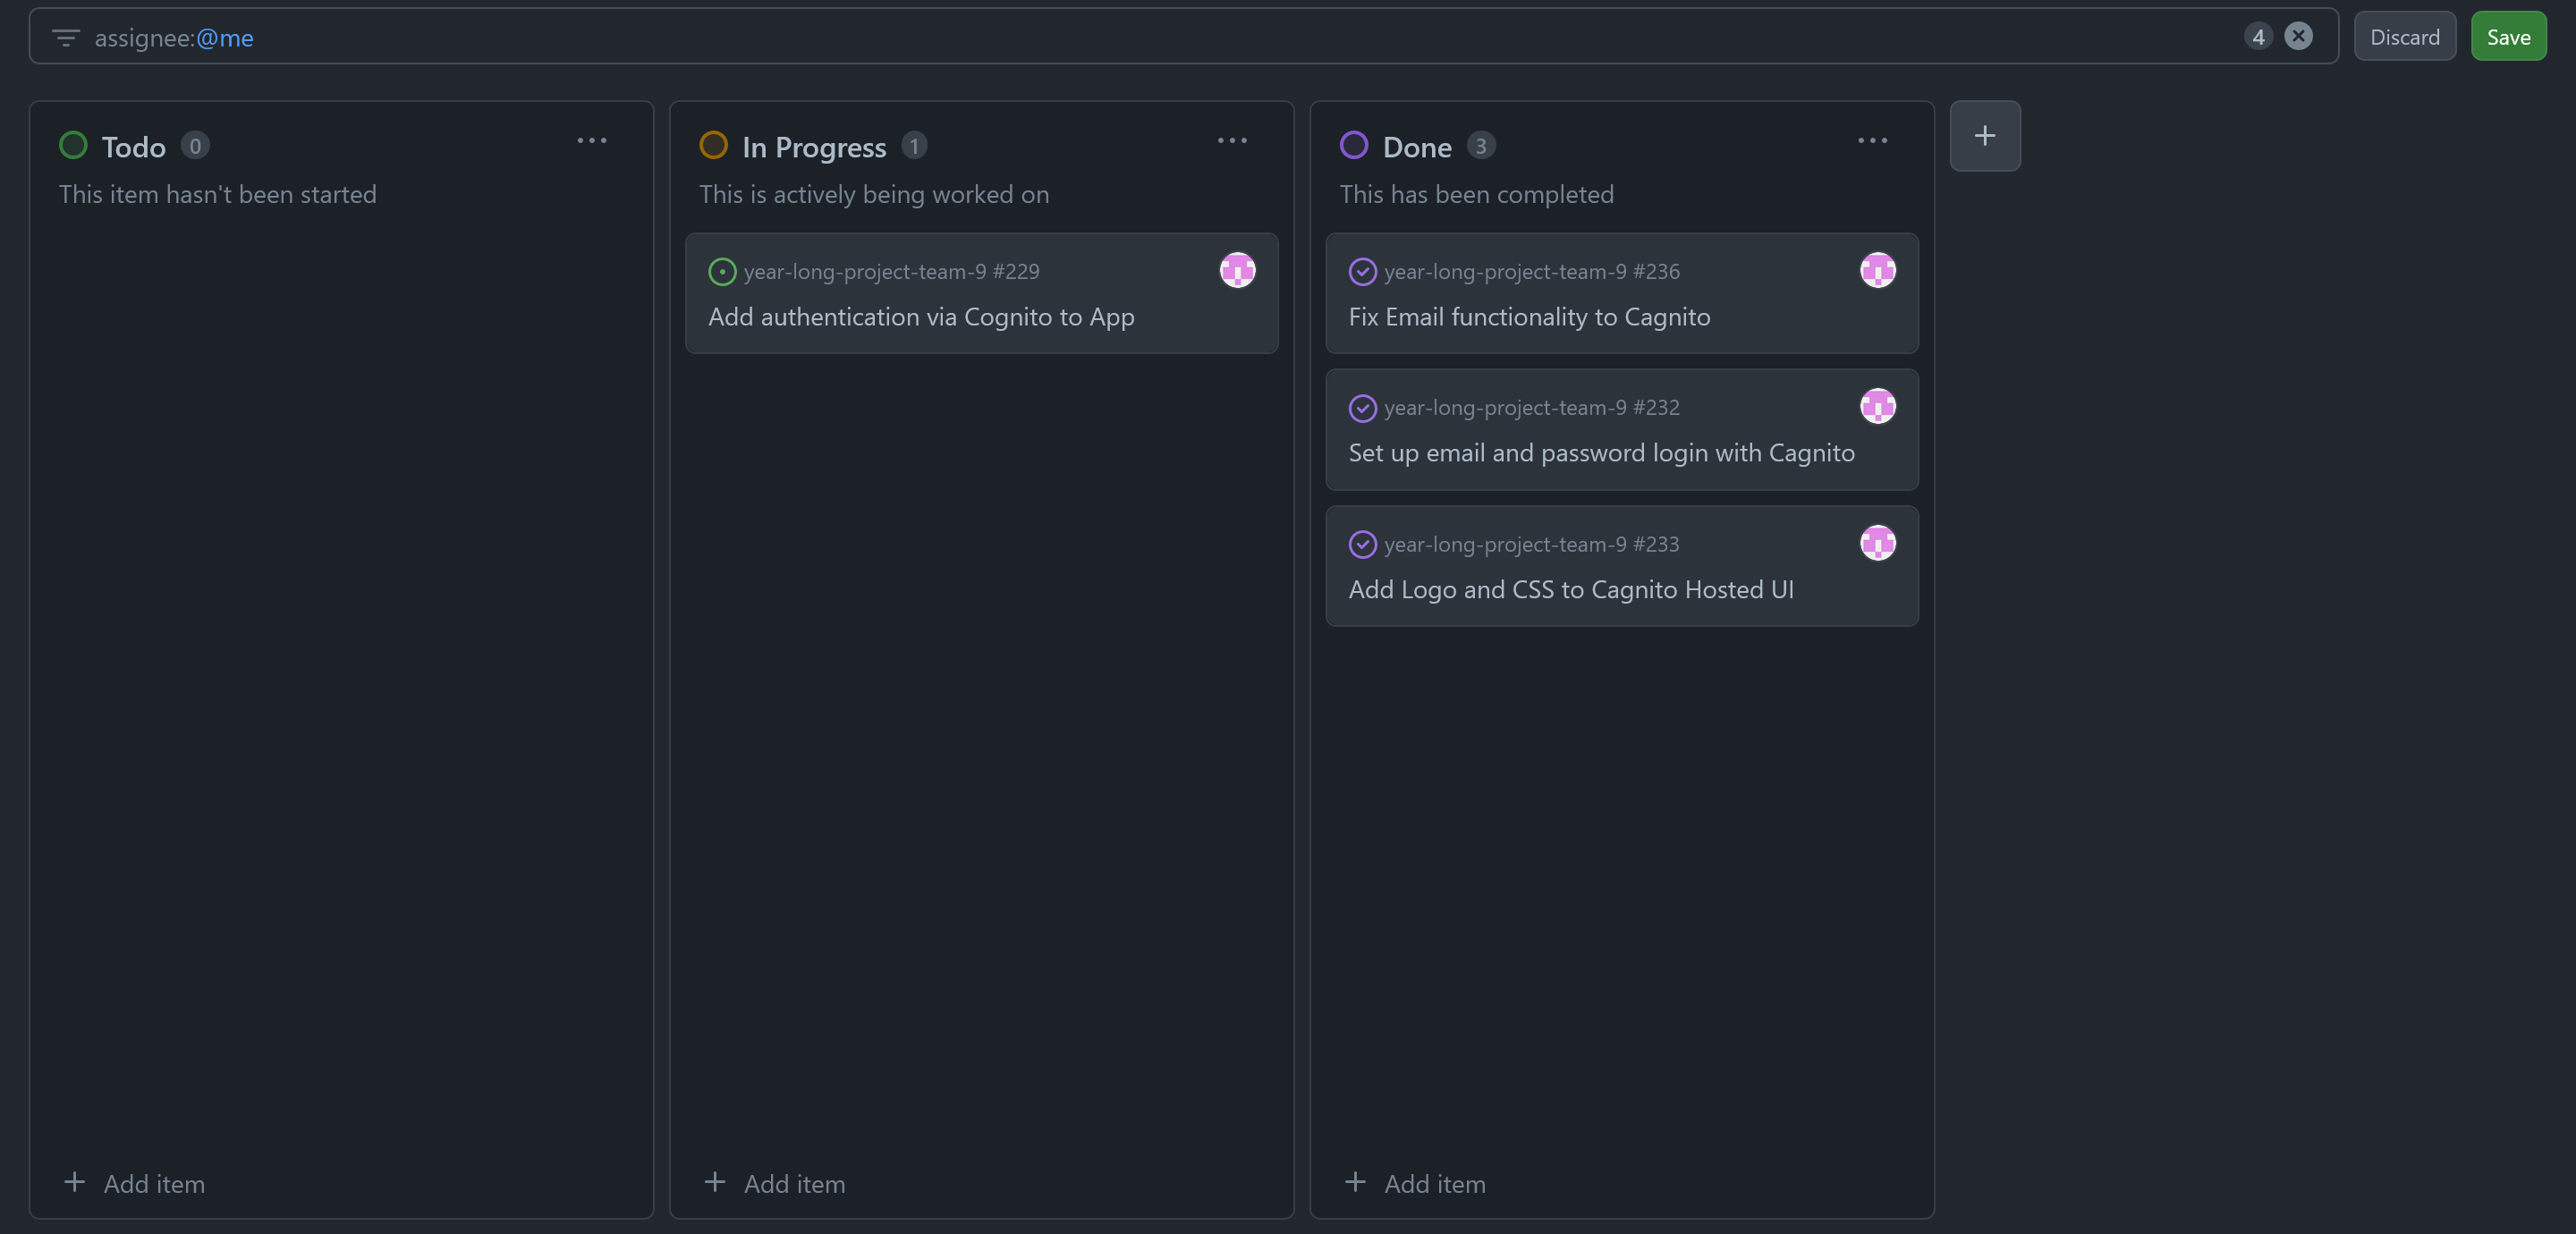 assignee:@me
4
Discard
Save
Todo 0
This item hasn't been started
Add item
In Progress 1
This is actively being worked on
year-long-project-team-9 #229
Add authentication via Cognito to App
Add item
Done 3
This has been completed
year-long-project-team-9 #236
Fix Email functionality to Cagnito
year-long-project-team-9 #232
Set up email and password login with Cagnito
year-long-project-team-9 #233
Add Logo and CSS to Cagnito Hosted UI
Add item